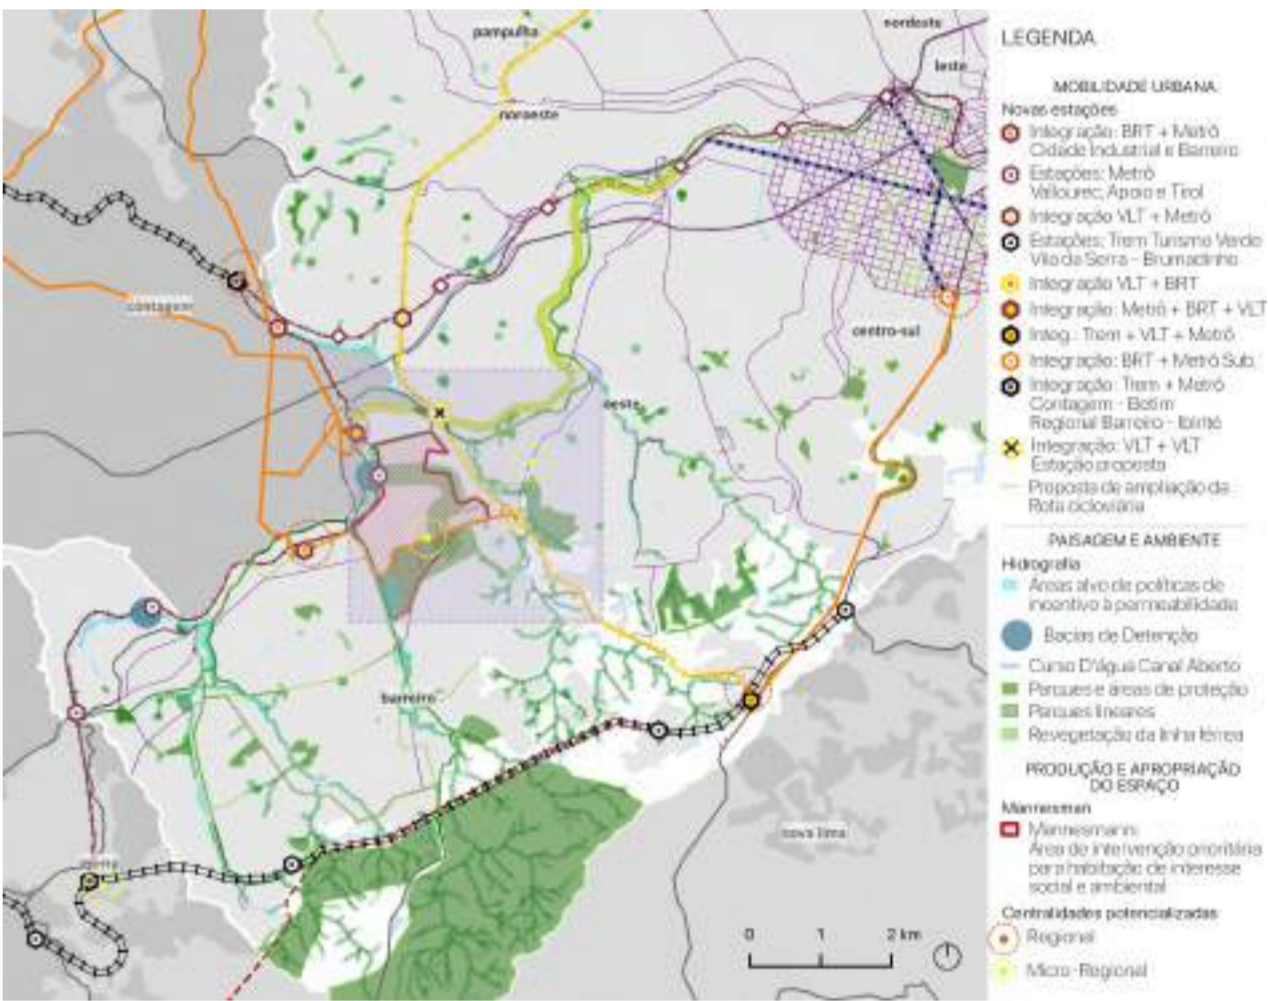 nordeste
pampulha
leste
noroeste
contagem
centro-sul
oeste
barreiro
nova lima
0 1 2 km
LEGENDA
MOBILIDADE URBANA
Novas estações
Integração: BRT + Metrô
Cidade Industrial e Barreiro
Estações: Metrô
Vallourec, Apoio e Tirol
Integração VLT + Metrô
Estações: Trem Turismo Verde
Vila da Serra - Brumadinho
Integração VLT + BRT
Integração: Metrô + BRT + VLT
Integ.: Trem + VLT + Metrô
Integração: BRT + Metrô Sub.
Integração: Trem + Metrô
Contagem - Betim
Regional Barreiro - Ibirité
Integração: VLT + VLT
Estação proposta
Proposta de ampliação da
Rota cicloviária
PAISAGEM E AMBIENTE
Hidrografia
Áreas alvo de políticas de
incentivo à permeabilidade
Bacias de Detenção
Curso D'água Canal Aberto
Parques e áreas de proteção
Parques lineares
Revegetação da linha férrea
PRODUÇÃO E APROPRIAÇÃO
DO ESPAÇO
Mannesman
Mannesmann:
Área de intervenção prioritária
para habitação de interesse
social e ambiental
Centralidades potencializadas
Regional
Micro-Regional